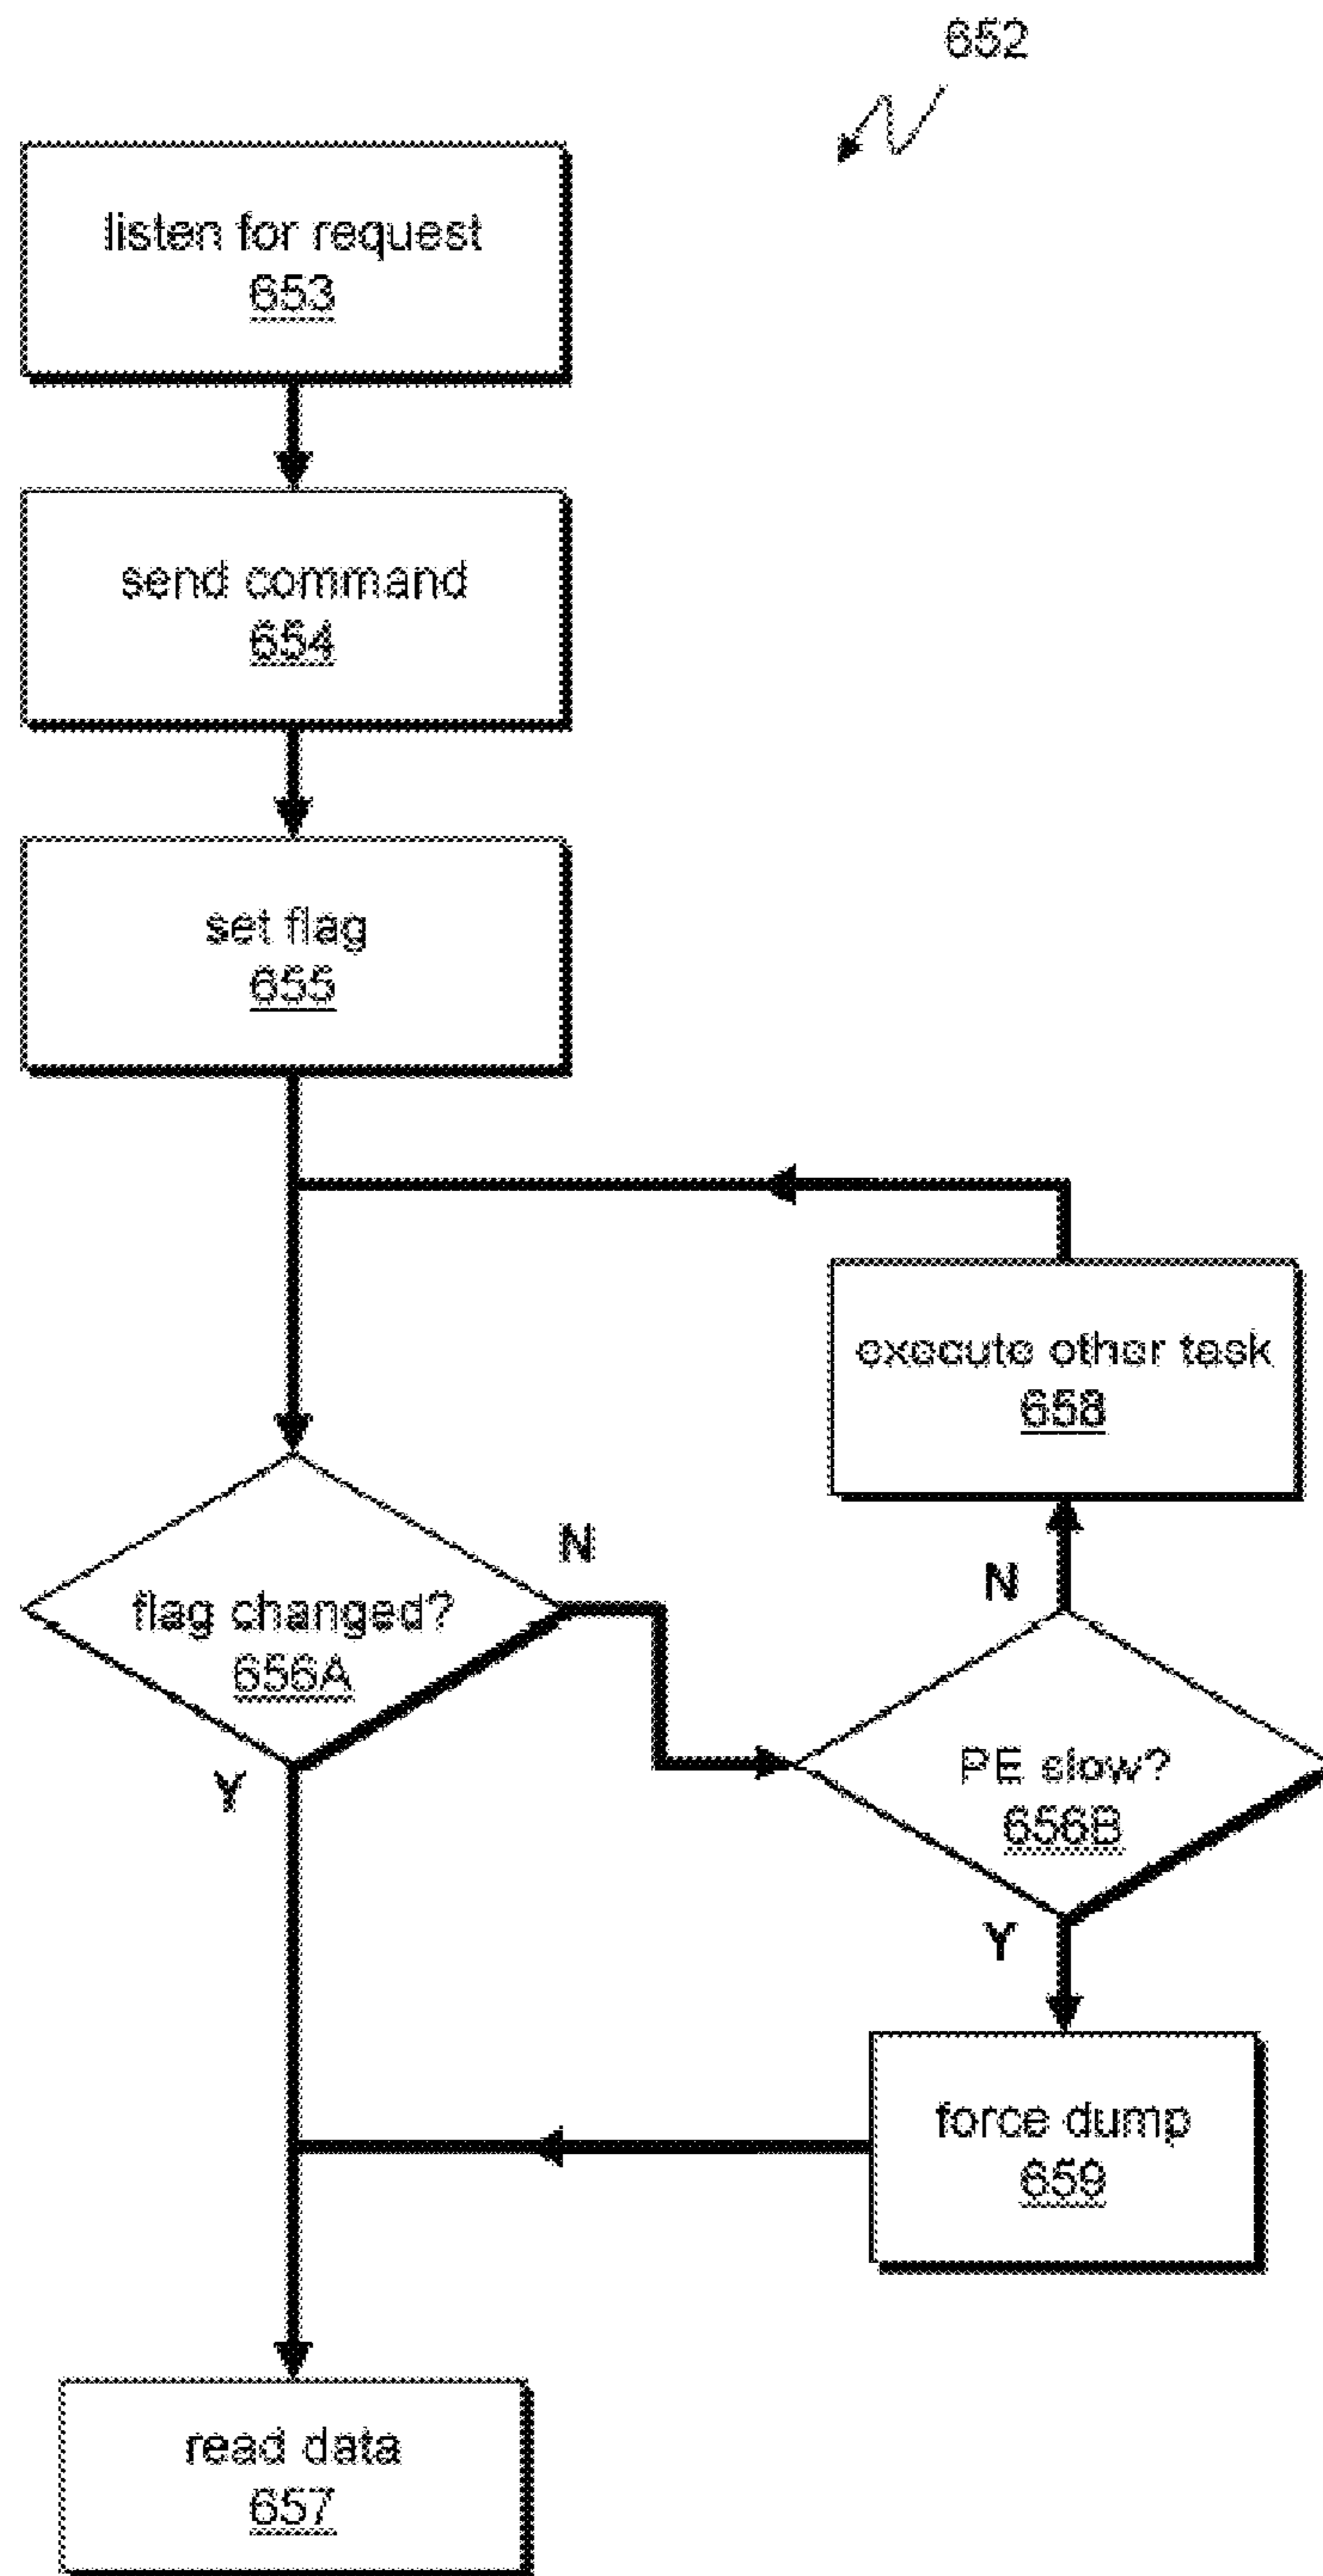 652
listen for request
653
send command
654
set flag
655
execute other task
658
flag changed?
656A
N
Y
N
PE slow?
656B
Y
force dump
659
read data
657